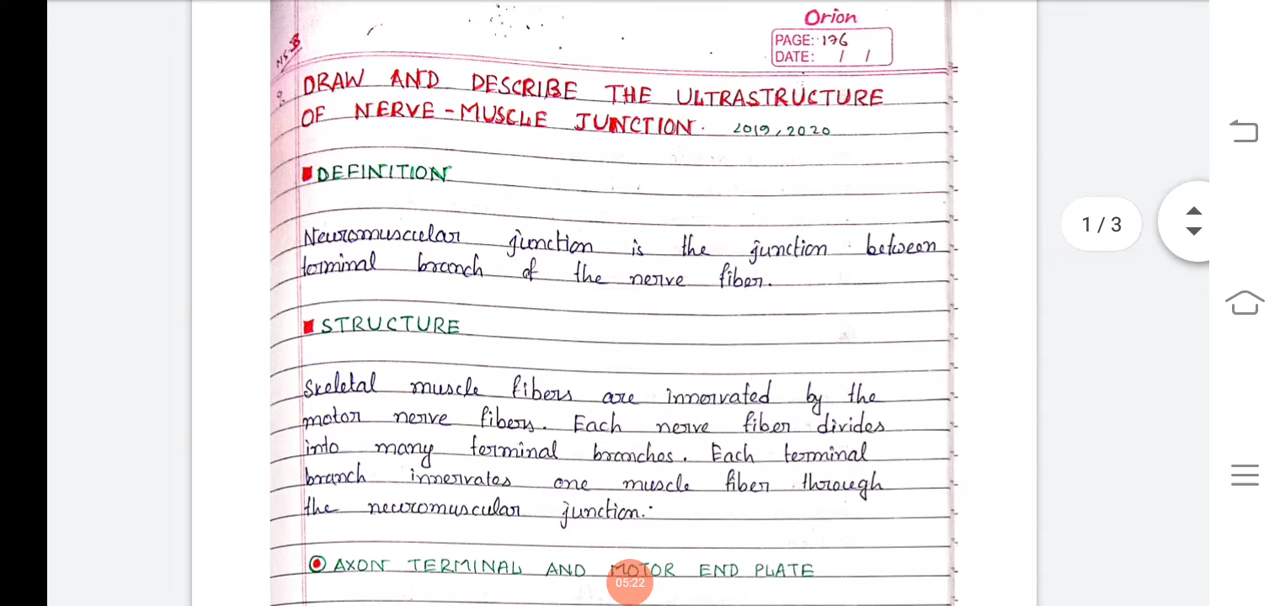 Orion
PAGE: 176
DATE: / /
DRAW AND DESCRIBE THE ULTRASTRUCTURE
OF NERVE-MUSCLE JUNCTION. 2019, 2020
DEFINITION
Neuromuscular junction is the junction between
terminal branch of the nerve fiber.
STRUCTURE
Skeletal muscle fibers are innervated by the
motor nerve fibers. Each nerve fiber divides
into many terminal branches. Each terminal
branch innervates one muscle fiber through
the neuromuscular junction.
AXON TERMINAL AND MOTOR END PLATE
05:22
1/3